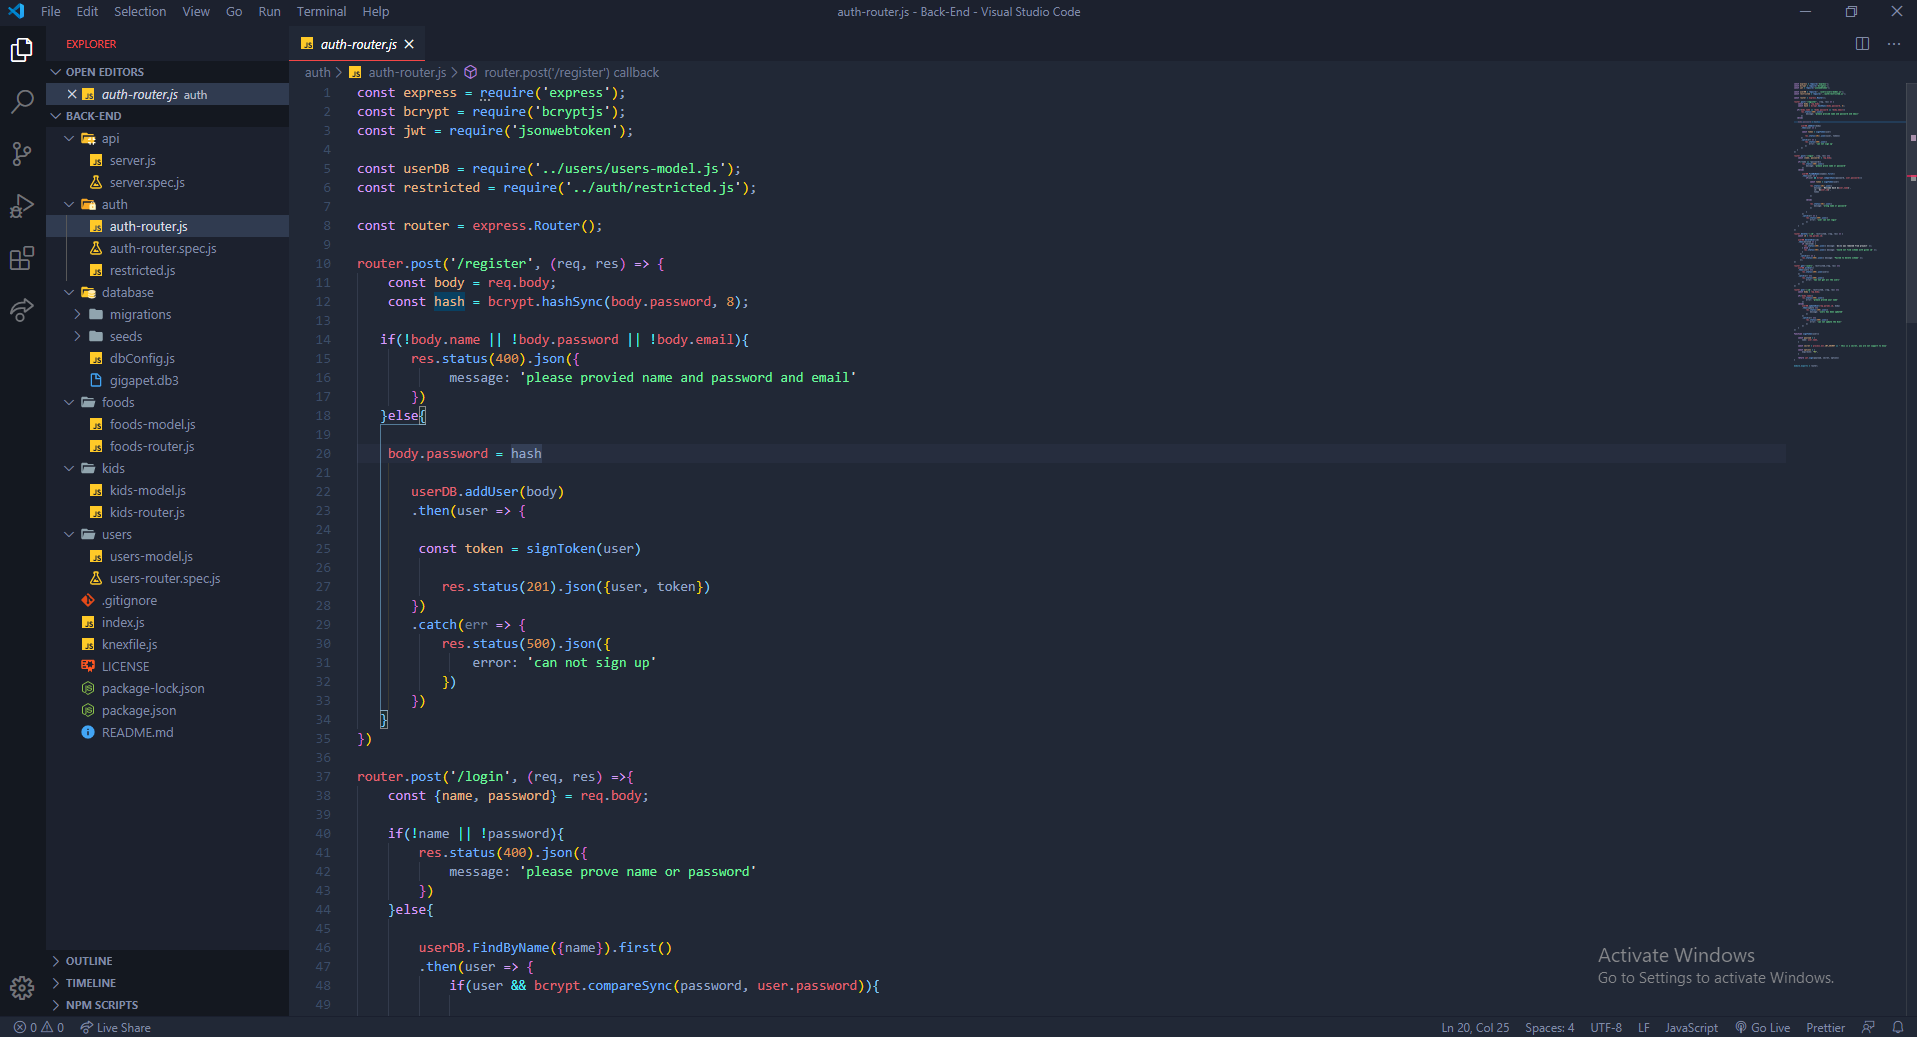 File Edit Selection View Go Run Terminal Help
auth-router.js - Back-End - Visual Studio Code
EXPLORER
OPEN EDITORS
auth-router.js auth
BACK-END
api
server.js
server.spec.js
auth
auth-router.js
auth-router.spec.js
restricted.js
database
migrations
seeds
dbConfig.js
gigapet.db3
foods
foods-model.js
foods-router.js
kids
kids-model.js
kids-router.js
users
users-model.js
users-router.spec.js
.gitignore
index.js
knexfile.js
LICENSE
package-lock.json
package.json
README.md
OUTLINE
TIMELINE
NPM SCRIPTS
auth-router.js
auth > auth-router.js > router.post('/register') callback
1 const express = require('express');
2 const bcrypt = require('bcryptjs');
3 const jwt = require('jsonwebtoken');
4
5 const userDB = require('../users/users-model.js');
6 const restricted = require('../auth/restricted.js');
7
8 const router = express.Router();
9
10 router.post('/register', (req, res) => {
11 const body = req.body;
12 const hash = bcrypt.hashSync(body.password, 8);
13
14 if(!body.name || !body.password || !body.email){
15 res.status(400).json({
16 message: 'please provied name and password and email'
17 })
18 }else{
19
20 body.password = hash
21
22 userDB.addUser(body)
23 .then(user => {
24
25 const token = signToken(user)
26
27 res.status(201).json({user, token})
28 })
29 .catch(err => {
30 res.status(500).json({
31 error: 'can not sign up'
32 })
33 })
34 }
35 })
36
37 router.post('/login', (req, res) =>{
38 const {name, password} = req.body;
39
40 if(!name || !password){
41 res.status(400).json({
42 message: 'please prove name or password'
43 })
44 }else{
45
46 userDB.FindByName({name}).first()
47 .then(user => {
48 if(user && bcrypt.compareSync(password, user.password)){
49
Activate Windows
Go to Settings to activate Windows.
0 0 Live Share
Ln 20, Col 25 Spaces: 4 UTF-8 LF JavaScript Go Live Prettier